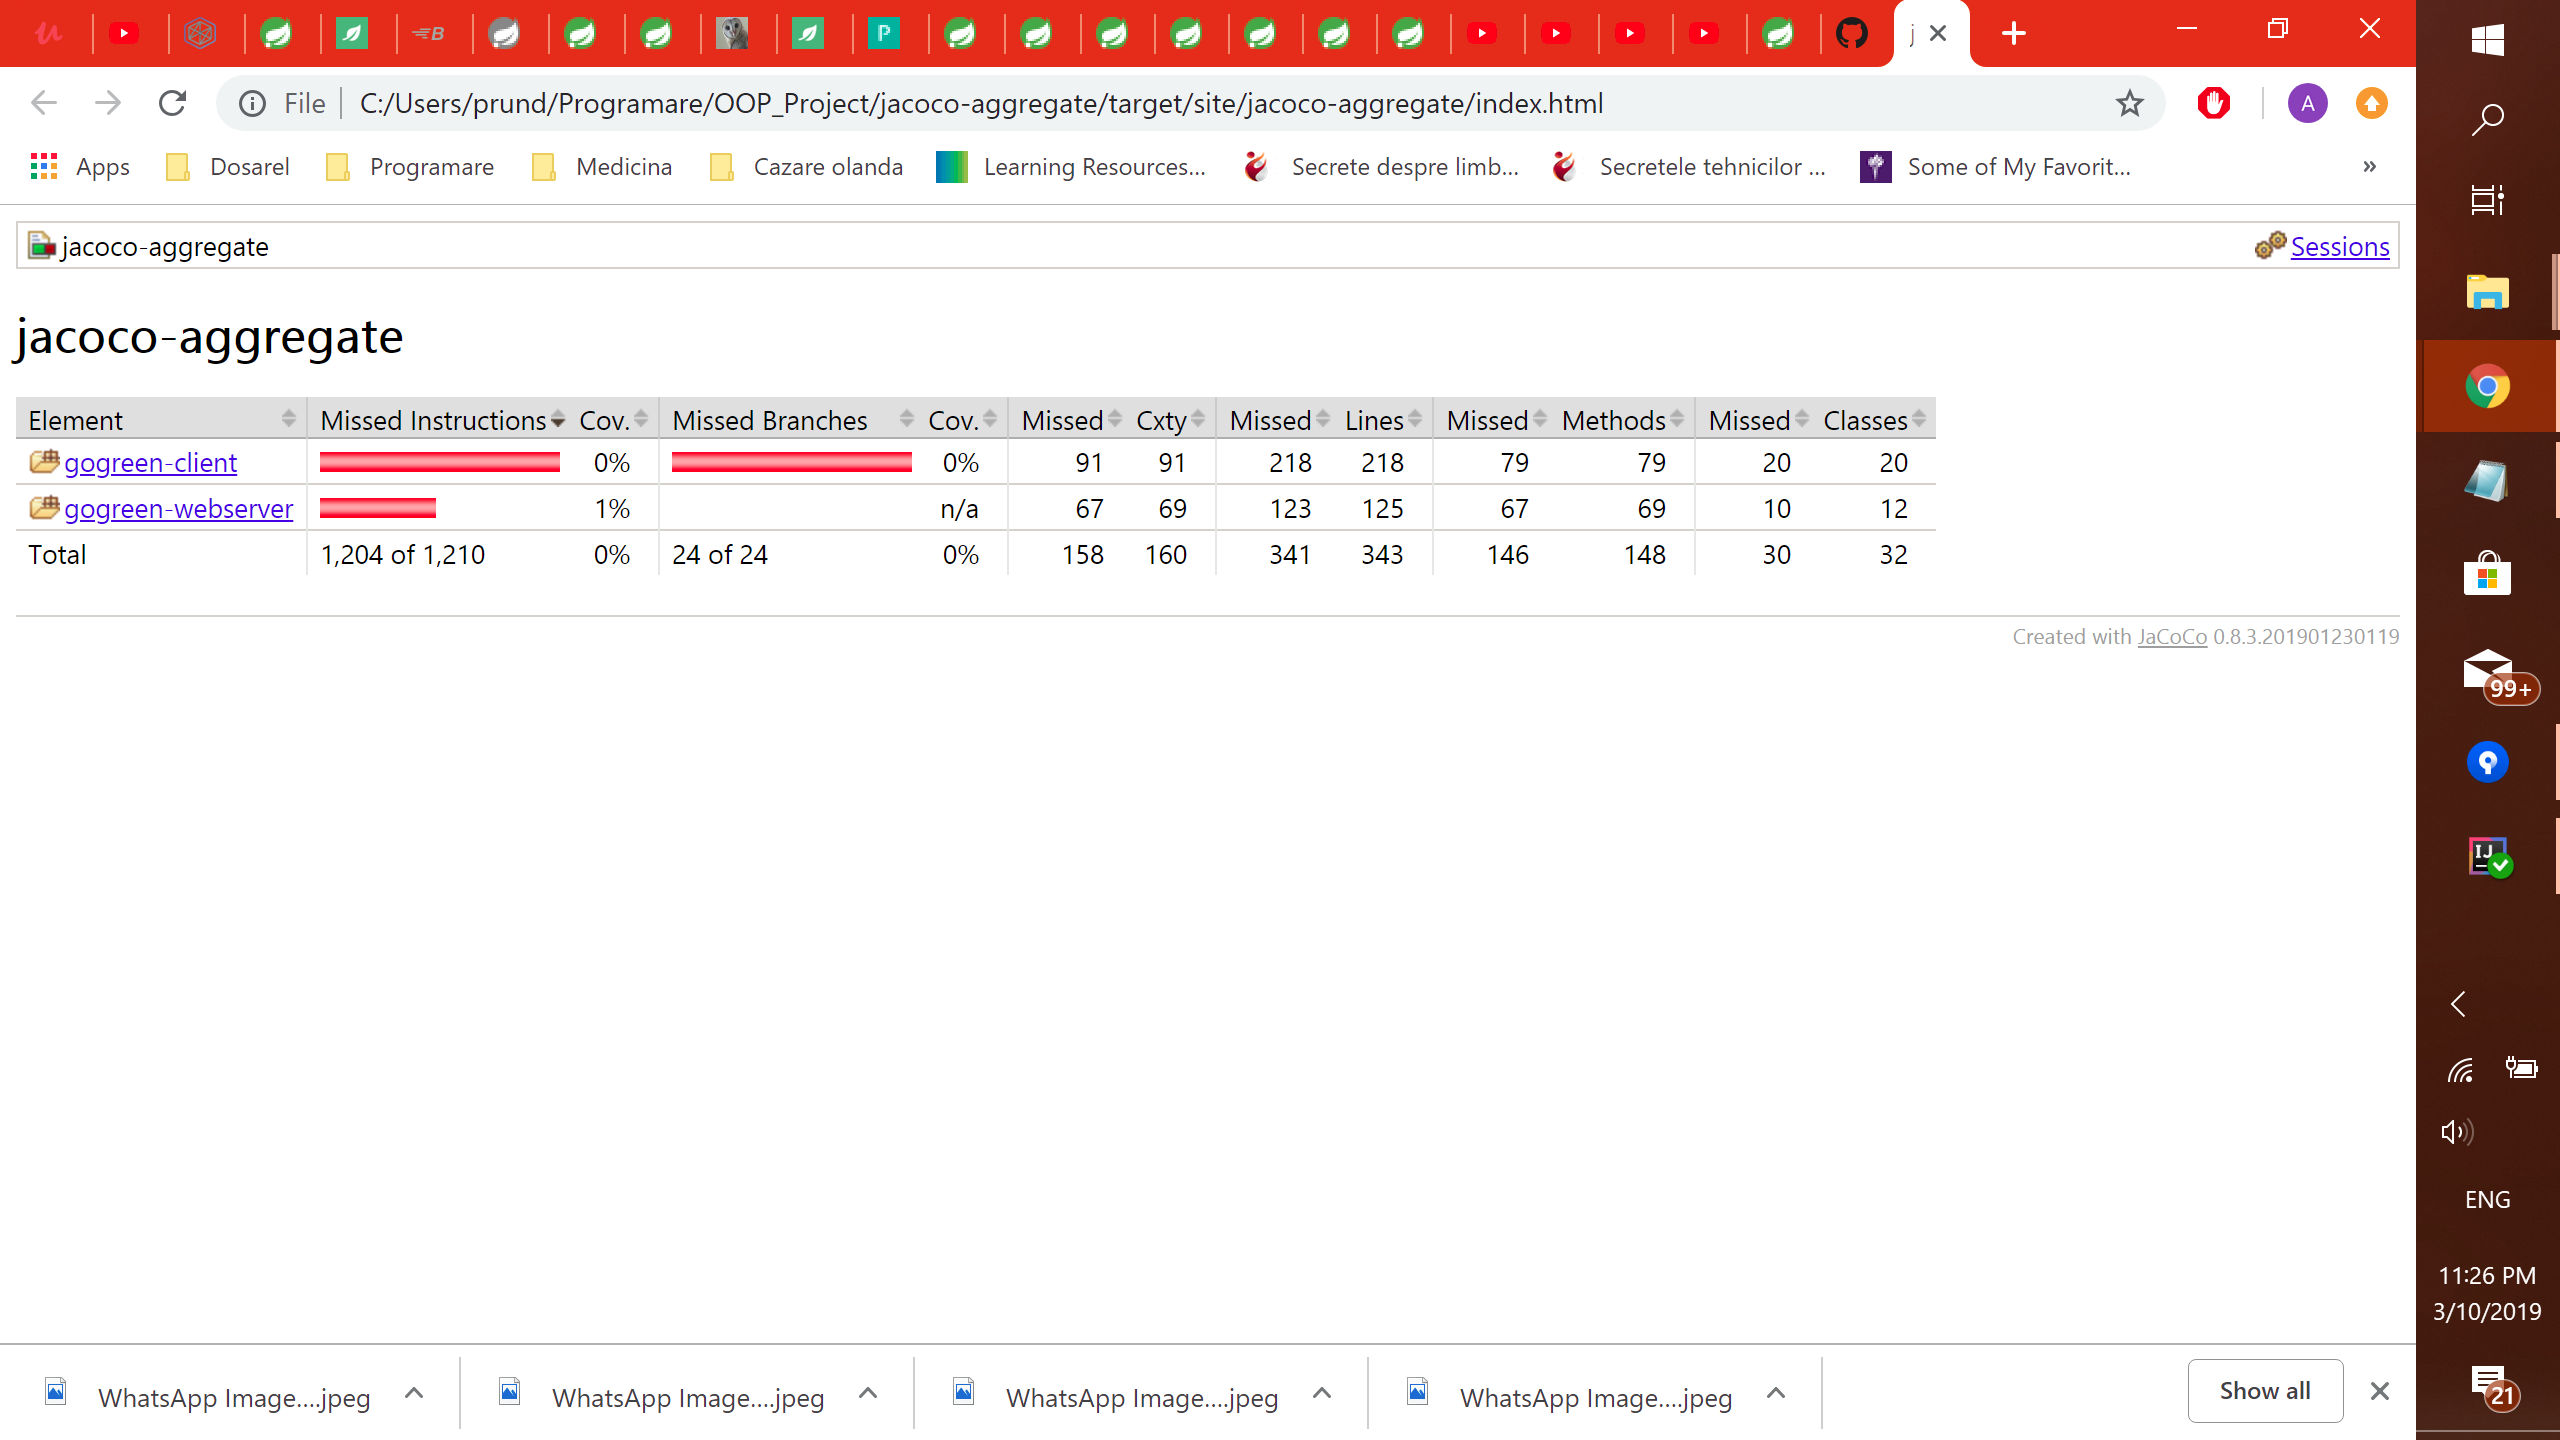 File C:/Users/prund/Programare/OOP_Project/jacoco-aggregate/target/site/jacoco-aggregate/index.html A
Apps Dosarel Programare Medicina Cazare olanda Learning Resources... Secrete despre limb... Secretele tehnicilor ... Some of My Favorit... »
jacoco-aggregate Sessions
jacoco-aggregate
Element Missed Instructions Cov. Missed Branches Cov. Missed Cxty Missed Lines Missed Methods Missed Classes
gogreen-client 0% 0% 91 91 218 218 79 79 20 20
gogreen-webserver 1% n/a 67 69 123 125 67 69 10 12
Total 1,204 of 1,210 0% 24 of 24 0% 158 160 341 343 146 148 30 32
Created with JaCoCo 0.8.3.201901230119
WhatsApp Image....jpeg WhatsApp Image....jpeg WhatsApp Image....jpeg WhatsApp Image....jpeg Show all
99+
IJ
ENG
11:26 PM
3/10/2019
21